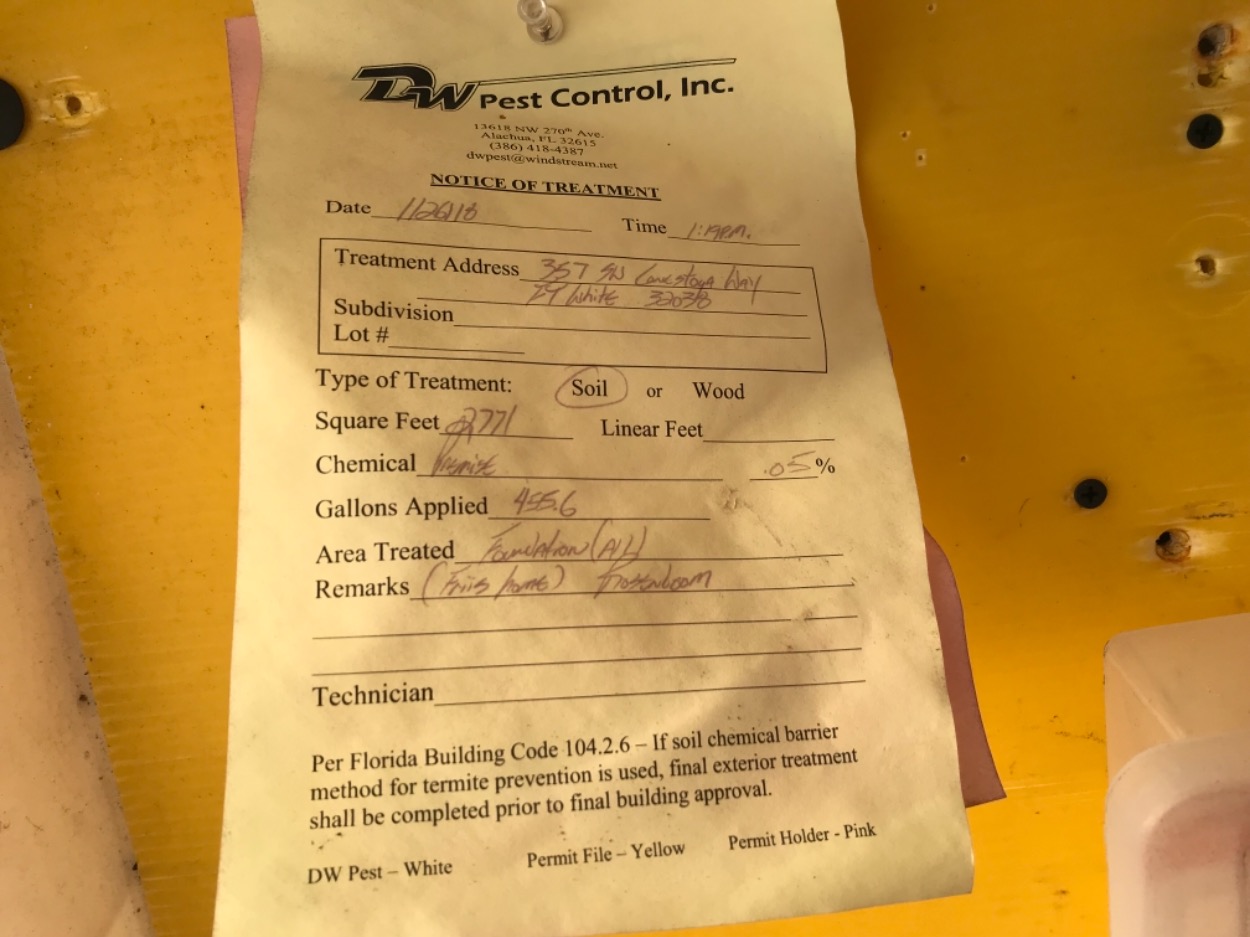 DW Pest Control, Inc.
13618 NW 270th Ave.
Alachua, FL 32615
(386) 418-4387
dwpest@windstream.net
NOTICE OF TREATMENT
Date 11/26/18 Time 1:19PM.
Treatment Address 357 SW Conestoga Way
Ft White 32038
Subdivision
Lot #
Type of Treatment: Soil or Wood
Square Feet 2771 Linear Feet
Chemical Premise .05%
Gallons Applied 455.6
Area Treated Foundation (All)
Remarks (Friis home)
Technician
Per Florida Building Code 104.2.6 – If soil chemical barrier
method for termite prevention is used, final exterior treatment
shall be completed prior to final building approval.
DW Pest – White Permit File – Yellow Permit Holder - Pink